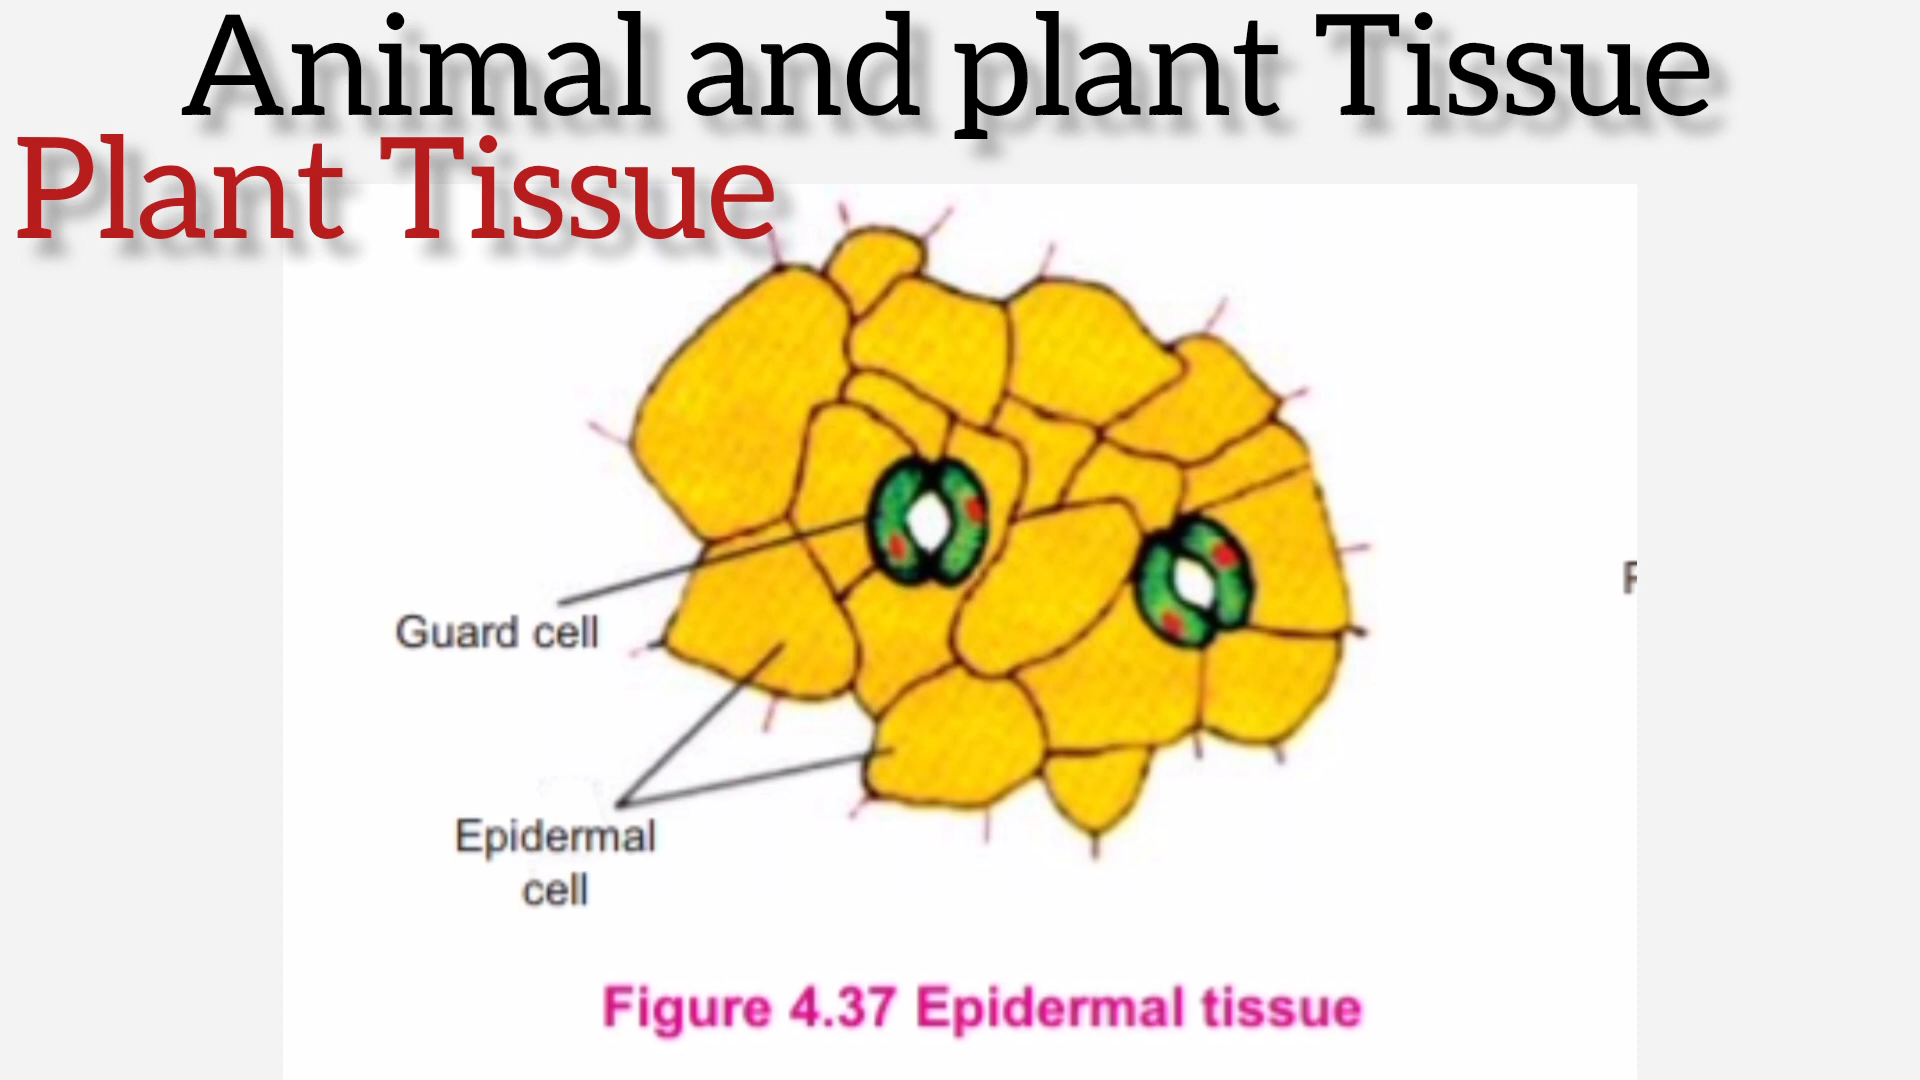 Animal and plant Tissue
Plant Tissue
Guard cell
Epidermal
cell
Figure 4.37 Epidermal tissue